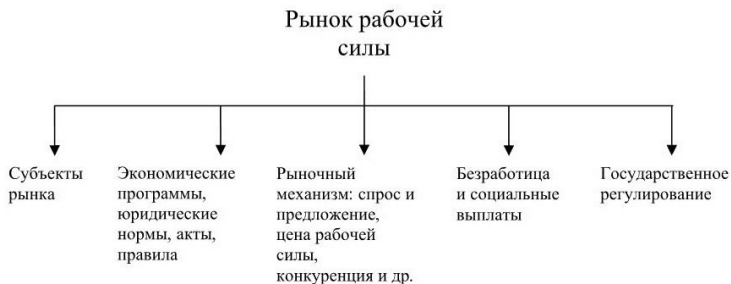 Рынок рабочей
силы
Субъекты
рынка
Экономические
программы,
юридические
нормы, акты,
правила
Рыночный
механизм: спрос и
предложение,
цена рабочей
силы,
конкуренция и др.
Безработица
и социальные
выплаты
Государственное
регулирование